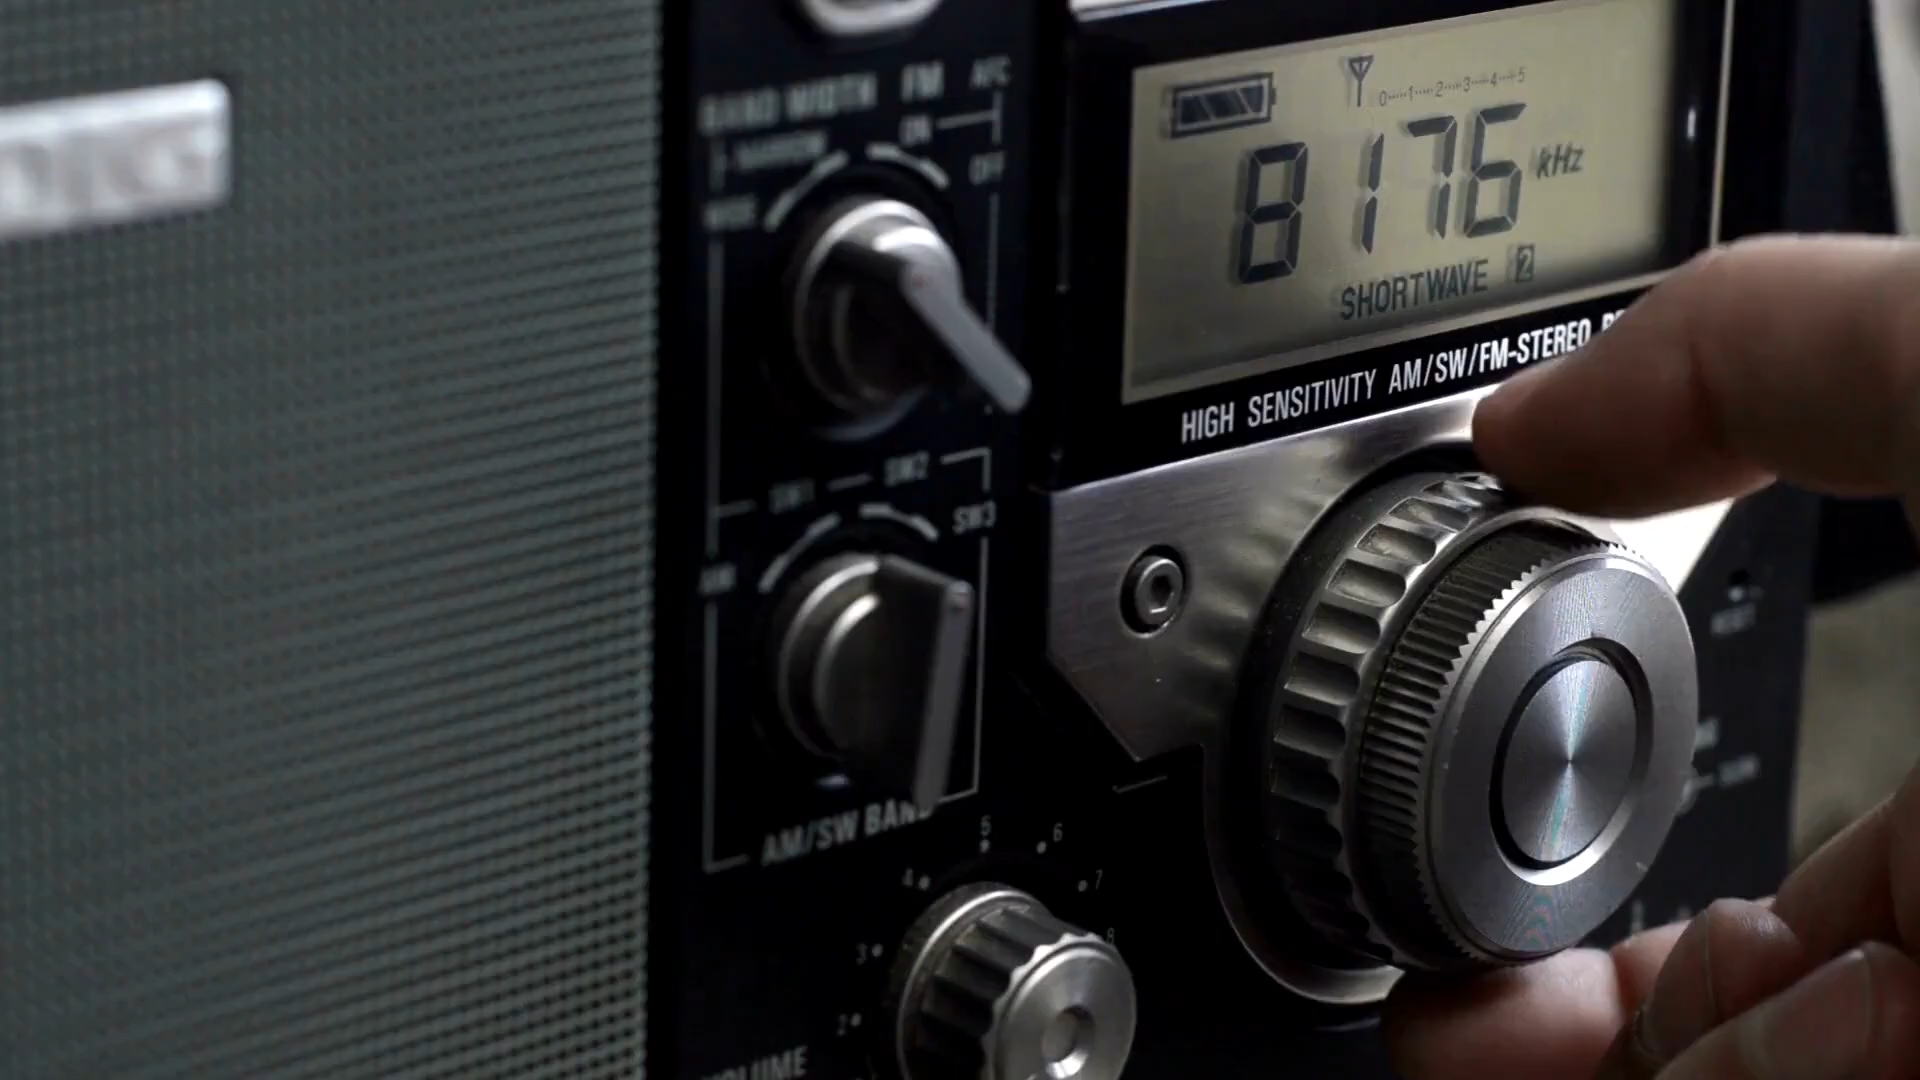 BAND WIDTH FM AFC
ON
NARROW
OFF
WIDE
0 1 2 3 4 5
8176 kHz
SHORTWAVE 2
HIGH SENSITIVITY AM/SW/FM-STEREO
SW1 SW2
SW3
AM/SW BAND
5
6
4
7
3
8
2
VOLUME